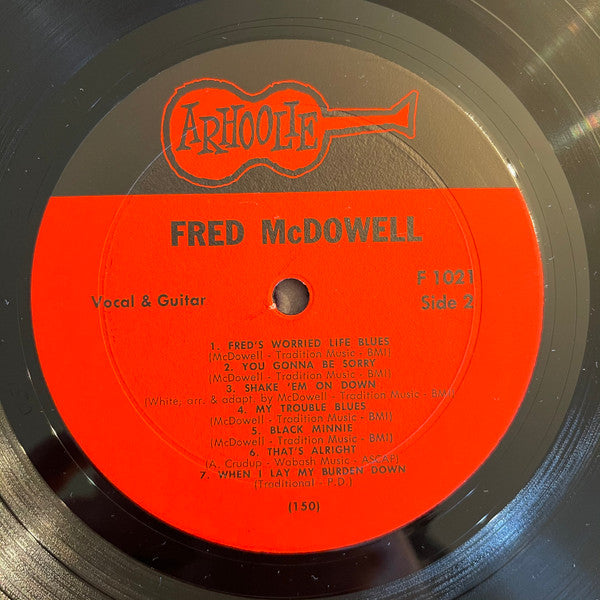 ARHOOLIE
FRED McDOWELL
F 1021
Vocal & Guitar
Side 2
1. FRED'S WORRIED LIFE BLUES
(McDowell - Tradition Music - BMI)
2. YOU GONNA BE SORRY
(McDowell - Tradition Music - BMI)
3. SHAKE 'EM ON DOWN
(White, arr. & adapt. by McDowell - Tradition Music - BMI)
4. MY TROUBLE BLUES
(McDowell - Tradition Music - BMI)
5. BLACK MINNIE
(McDowell - Tradition Music - BMI)
6. THAT'S ALRIGHT
(A. Crudup - Wabash Music - ASCAP)
7. WHEN I LAY MY BURDEN DOWN
(Traditional - P.D.)
(150)